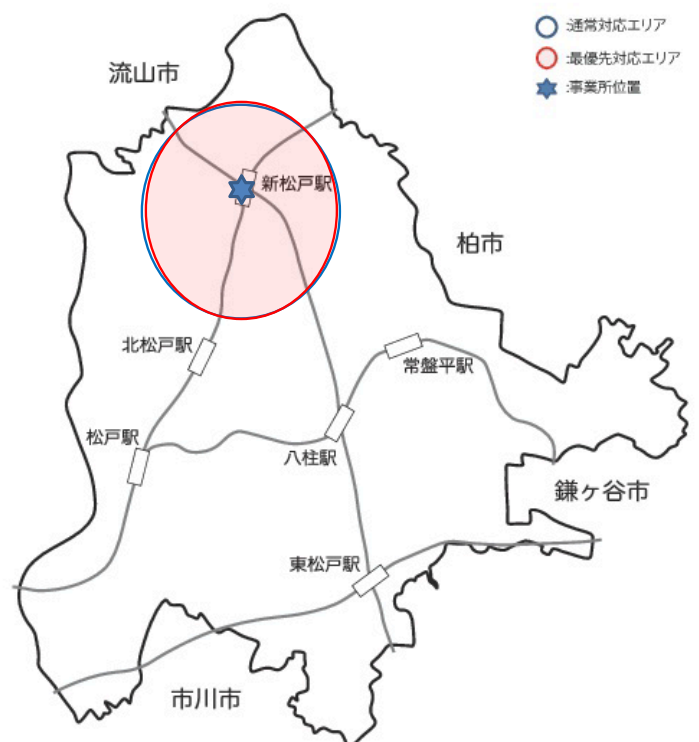 :通常対応エリア
:最優先対応エリア
:事業所位置
流山市
新松戸駅
柏市
北松戸駅
常盤平駅
松戸駅
八柱駅
鎌ヶ谷市
東松戸駅
市川市